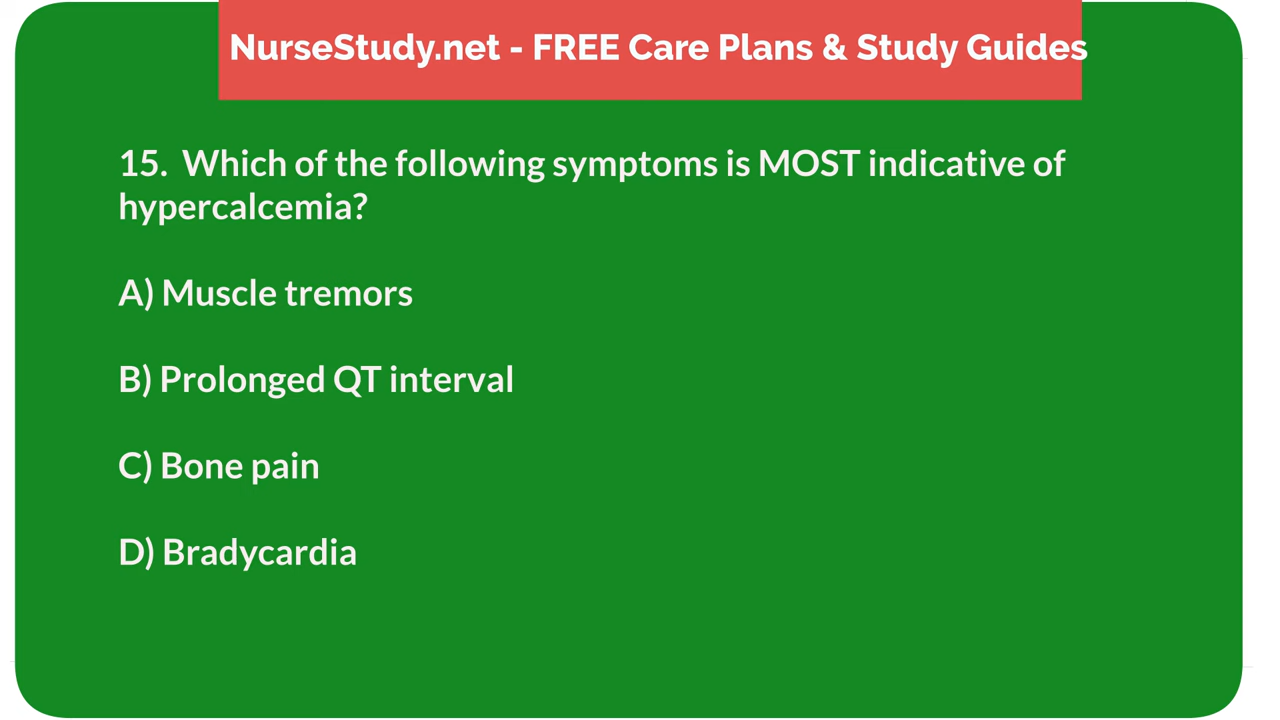 NurseStudy.net - FREE Care Plans & Study Guides
15. Which of the following symptoms is MOST indicative of
hypercalcemia?
A) Muscle tremors
B) Prolonged QT interval
C) Bone pain
D) Bradycardia